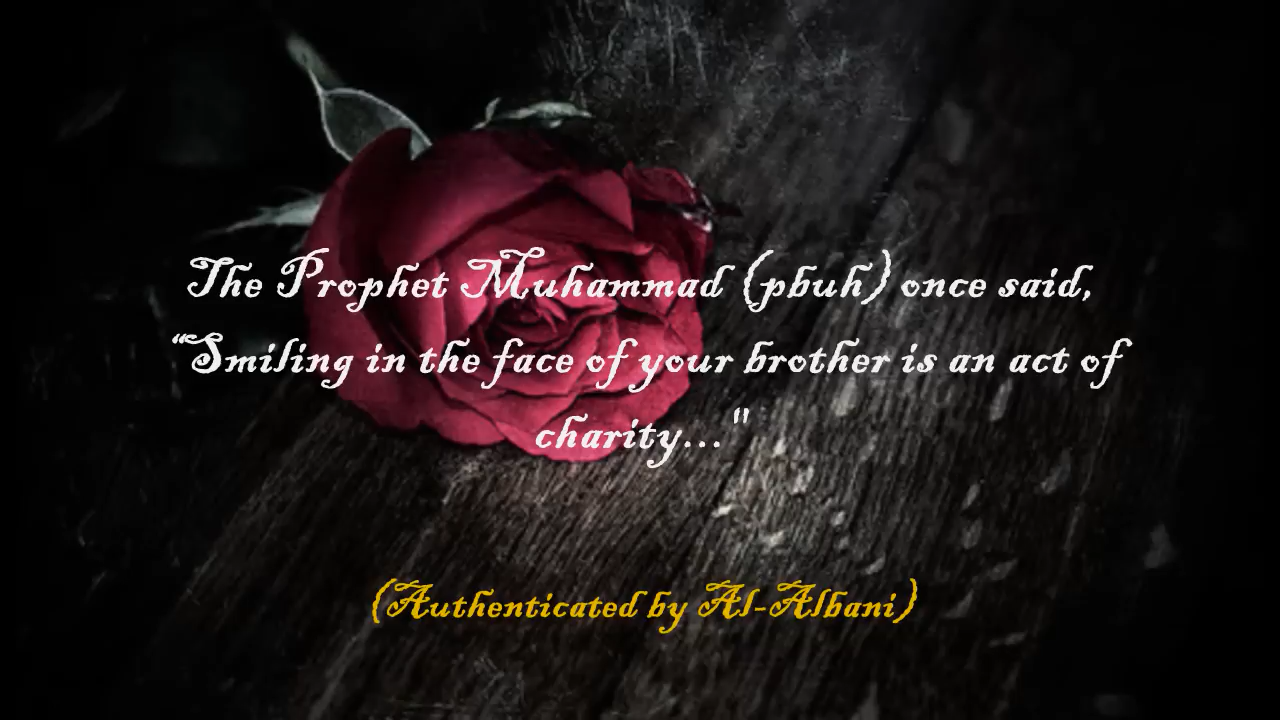 The Prophet Muhammad (pbuh) once said,
“Smiling in the face of your brother is an act of
charity..."
(Authenticated by Al-Albani)